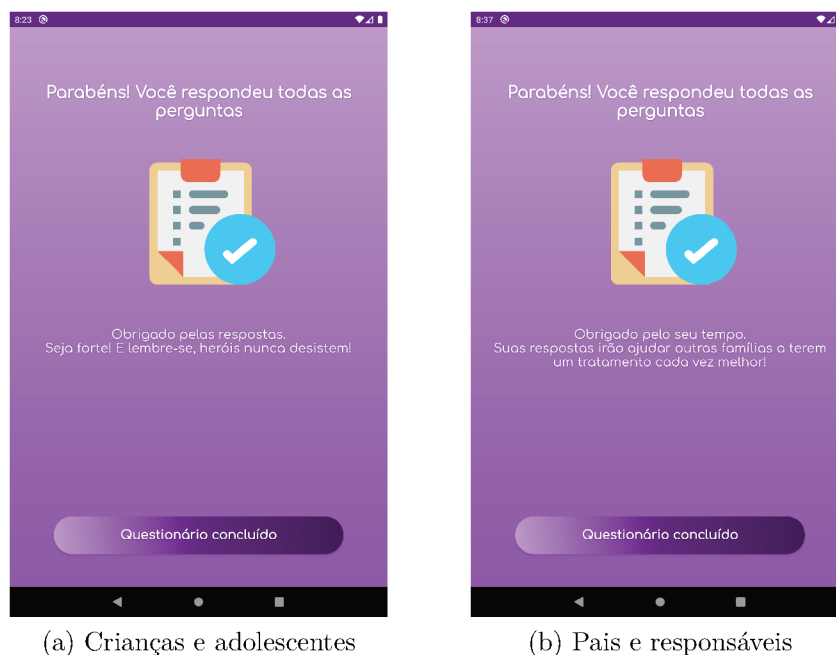 8:23
Parabéns! Você respondeu todas as
perguntas
Obrigado pelas respostas.
Seja forte! E lembre-se, heróis nunca desistem!
Questionário concluído
(a) Crianças e adolescentes
8:37
Parabéns! Você respondeu todas as
perguntas
Obrigado pelo seu tempo.
Suas respostas irão ajudar outras famílias a terem
um tratamento cada vez melhor!
Questionário concluído
(b) Pais e responsáveis